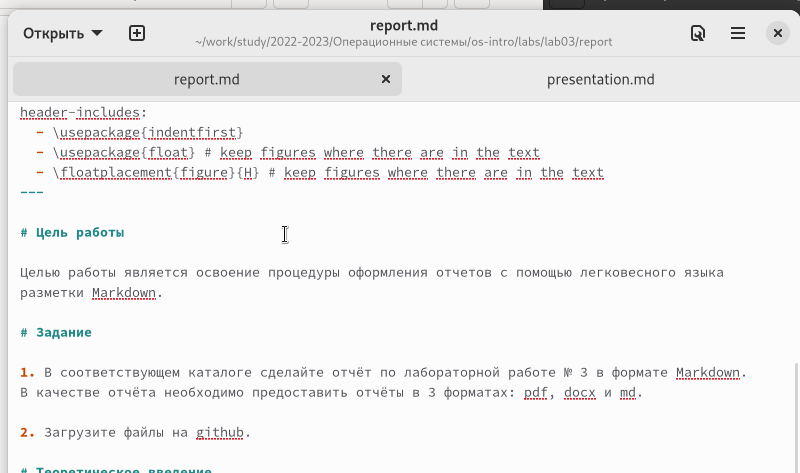 Открыть
report.md
~/work/study/2022-2023/Операционные системы/os-intro/labs/lab03/report
report.md
presentation.md
header-includes:
- \usepackage{indentfirst}
- \usepackage{float} # keep figures where there are in the text
- \floatplacement{figure}{H} # keep figures where there are in the text
---
# Цель работы
Целью работы является освоение процедуры оформления отчетов с помощью легковесного языка
разметки Markdown.
# Задание
1. В соответствующем каталоге сделайте отчёт по лабораторной работе № 3 в формате Markdown.
В качестве отчёта необходимо предоставить отчёты в 3 форматах: pdf, docx и md.
2. Загрузите файлы на github.
# Теоретическое введение